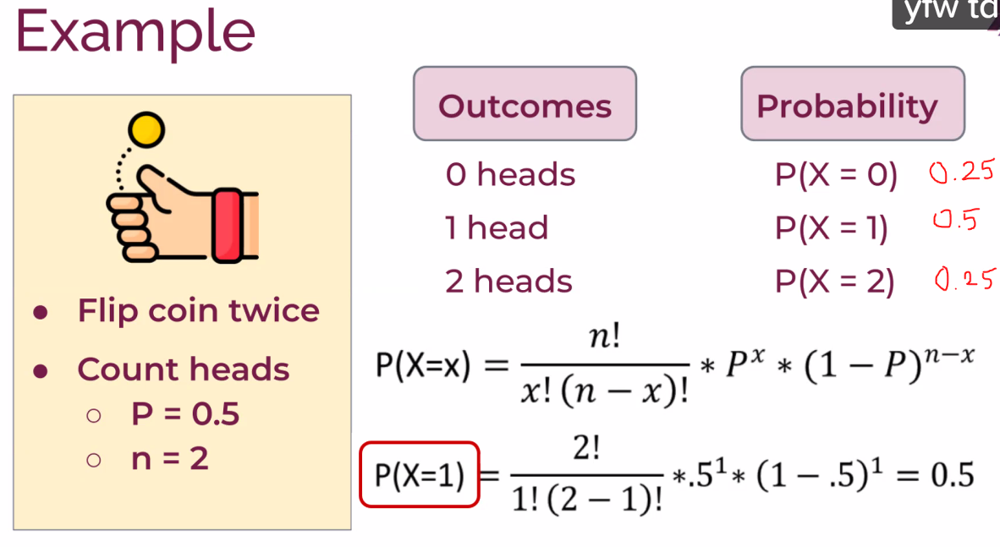 yfw td
Example
Outcomes Probability
0 heads P(X = 0) 0.25
1 head P(X = 1) 0.5
2 heads P(X = 2) 0.25
● Flip coin twice
● Count heads
○ P = 0.5
○ n = 2
P(X=x) = n! / x! (n − x)! * P^x * (1 − P)^(n−x)
P(X=1) = 2! / 1! (2 − 1)! *.5^1* (1 − .5)^1 = 0.5